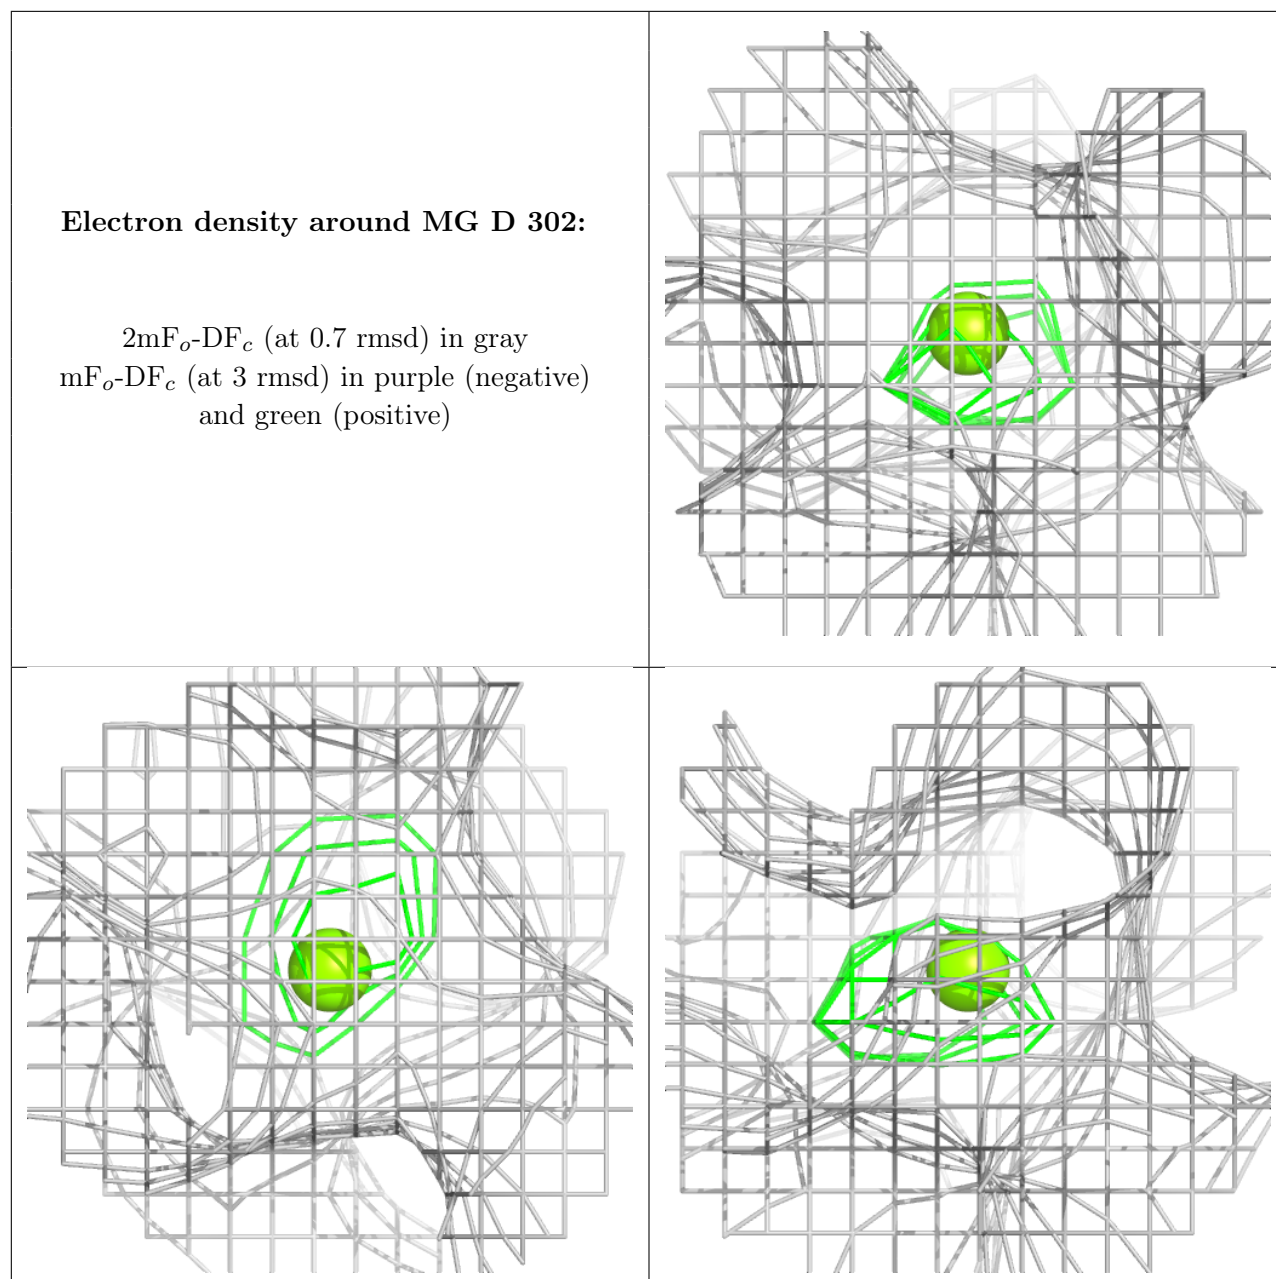 Electron density around MG D 302:
2mFo-DFc (at 0.7 rmsd) in gray
mFo-DFc (at 3 rmsd) in purple (negative)
and green (positive)